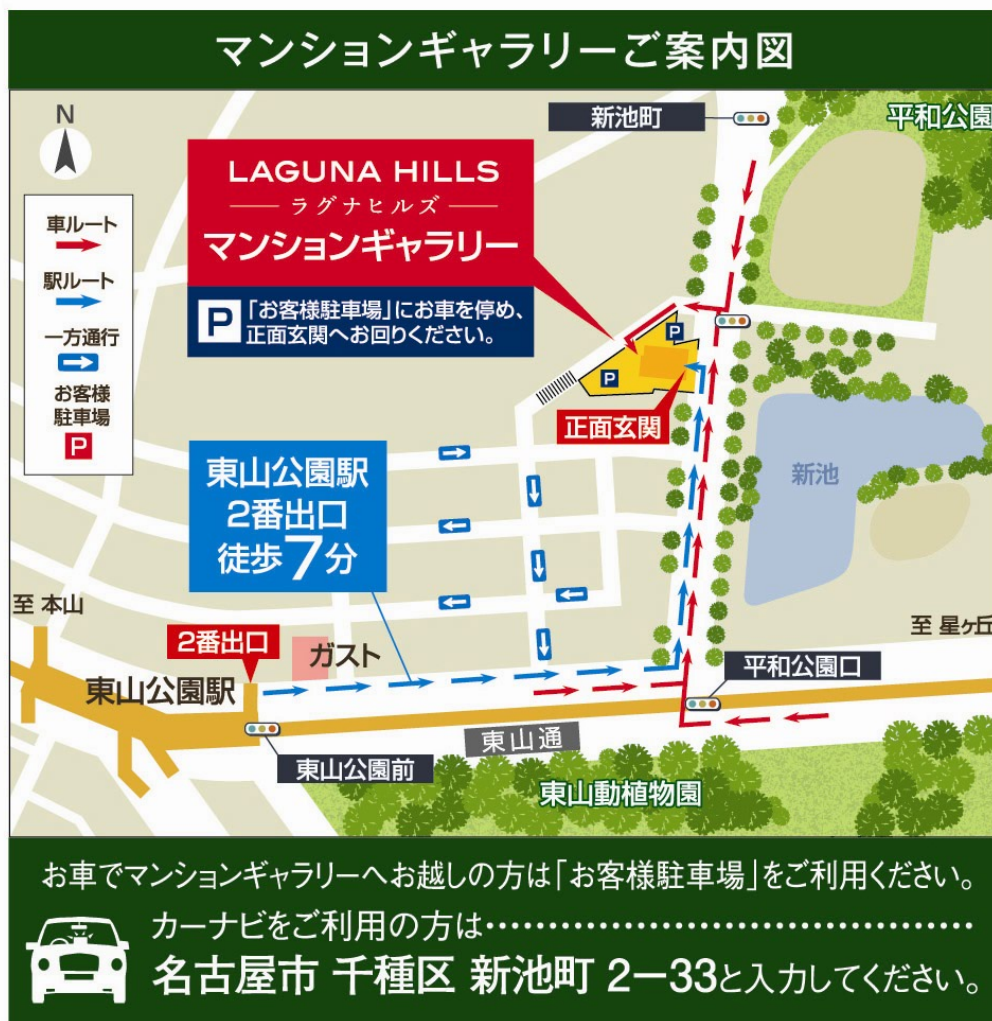 マンションギャラリーご案内図
N
車ルート
駅ルート
一方通行
お客様
駐車場
P
LAGUNA HILLS
ラグナヒルズ
マンションギャラリー
P
「お客様駐車場」にお車を停め、
正面玄関へお回りください。
新池町
平和公園
P
P
正面玄関
新池
東山公園駅
2番出口
徒歩7分
至 本山
至 星ヶ丘
2番出口
ガスト
東山公園駅
平和公園口
東山通
東山公園前
東山動植物園
お車でマンションギャラリーへお越しの方は「お客様駐車場」をご利用ください。
カーナビをご利用の方は・・・・・・・・・・・・・・・・・・・・・・・・・・・・・・・・・・・・・・・
名古屋市 千種区 新池町 2ー33と入力してください。